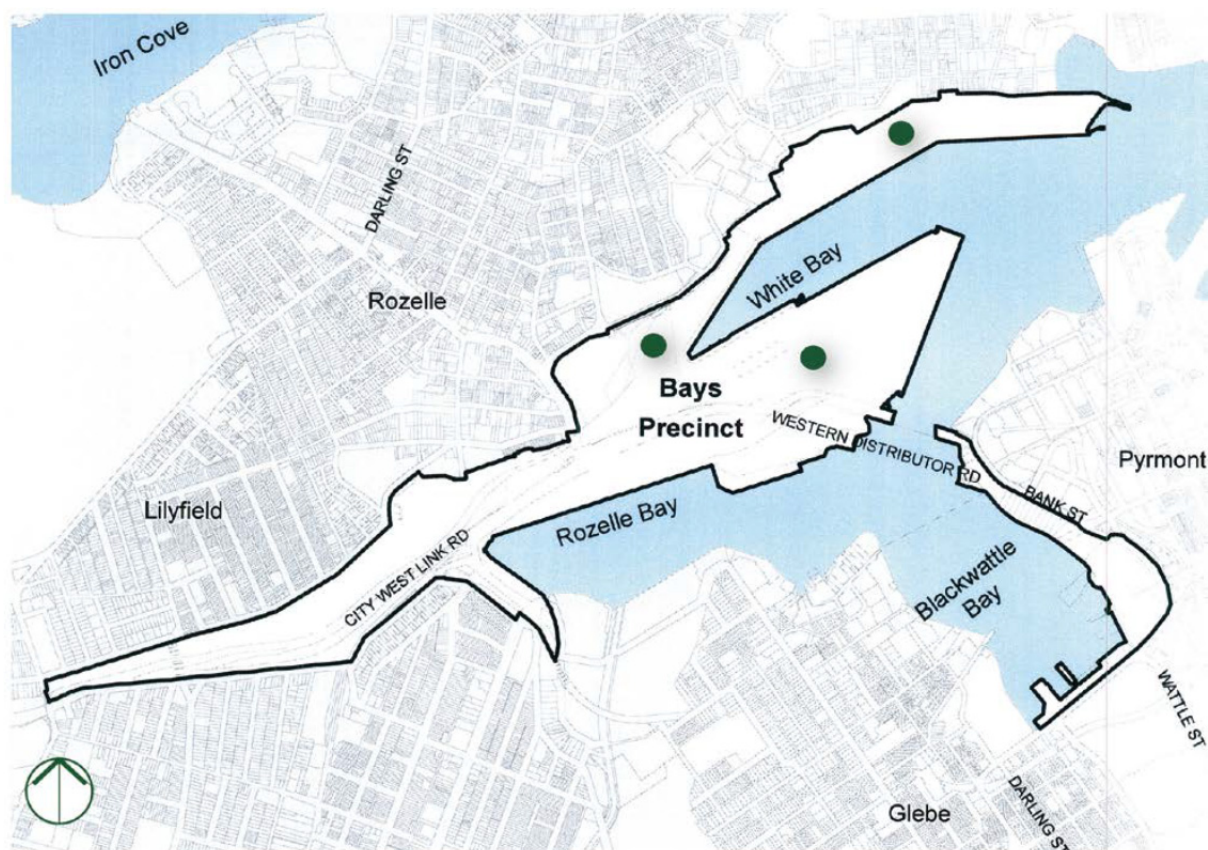 Iron Cove
DARLING ST
White Bay
Rozelle
Bays
Precinct
WESTERN DISTRIBUTOR RD
Pyrmont
Lilyfield
Rozelle Bay
BANK ST
CITY WEST LINK RD
Blackwattle
Bay
WATTLE ST
Glebe
DARLING ST